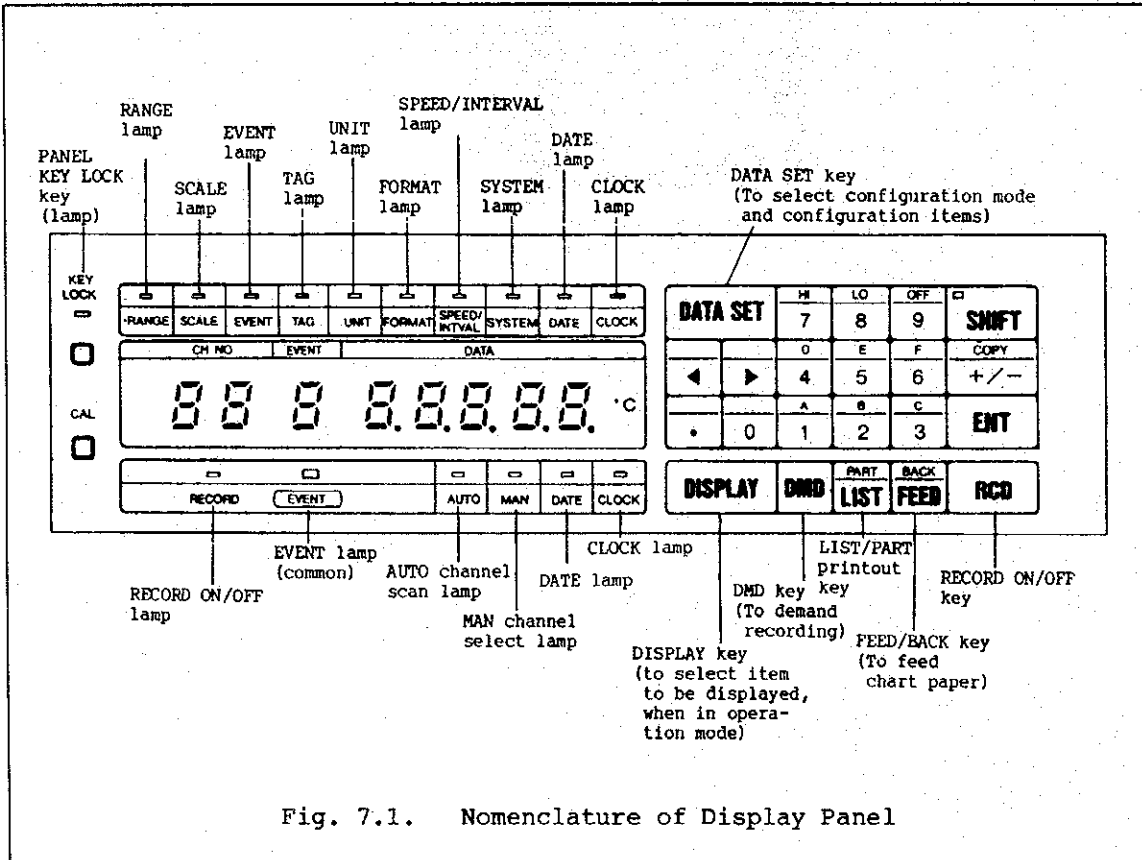 RANGE
lamp
SPEED/INTERVAL
lamp
EVENT
lamp
UNIT
lamp
DATE
lamp
PANEL
KEY LOCK
key
(lamp)
SCALE
lamp
TAG
lamp
FORMAT
lamp
SYSTEM
lamp
CLOCK
lamp
DATA SET key
(To select configuration mode
and configuration items)
KEY
LOCK
RANGE SCALE EVENT TAG UNIT FORMAT SPEED/INTVAL SYSTEM DATE CLOCK
CH NO EVENT DATA
88 8 8.8.8.8.8. °C
CAL
RECORD EVENT AUTO MAN DATE CLOCK
DATA SET HI 7 LO 8 OFF 9 SHIFT
◀ ▶ 4 E 5 F 6 COPY +/−
. 0 A 1 B 2 C 3 ENT
DISPLAY DMD PART LIST BACK FEED RCD
RECORD ON/OFF
lamp
EVENT lamp
(common)
AUTO channel
scan lamp
MAN channel
select lamp
DATE lamp
CLOCK lamp
DISPLAY key
(to select item
to be displayed,
when in opera-
tion mode)
DMD key
(To demand
recording)
LIST/PART
printout
key
FEED/BACK key
(To feed
chart paper)
RECORD ON/OFF
key
Fig. 7.1. Nomenclature of Display Panel